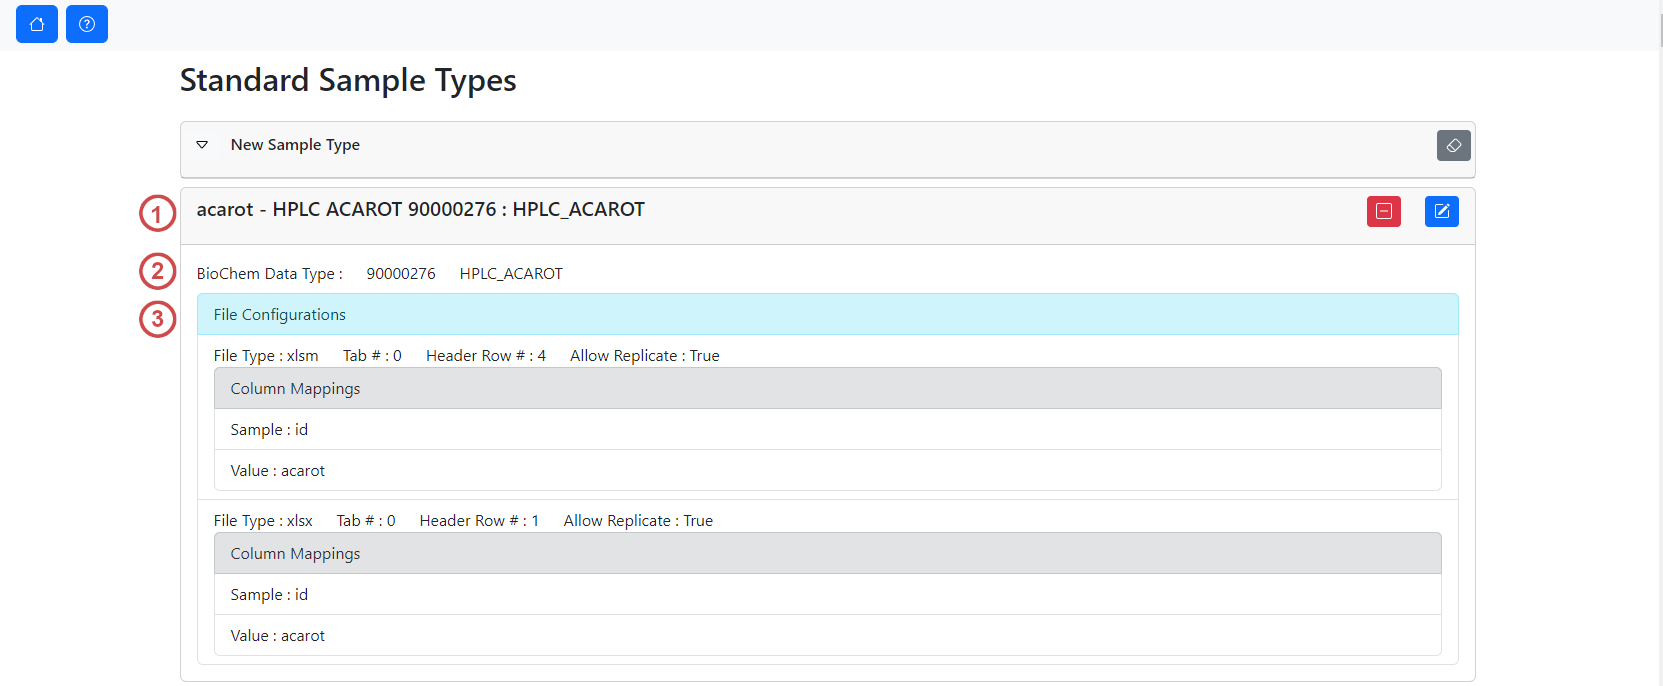 Standard Sample Types
New Sample Type
1 acarot - HPLC ACAROT 90000276 : HPLC_ACAROT
2 BioChem Data Type : 90000276 HPLC_ACAROT
3 File Configurations
File Type : xlsm Tab # : 0 Header Row # : 4 Allow Replicate : True
Column Mappings
Sample : id
Value : acarot
File Type : xlsx Tab # : 0 Header Row # : 1 Allow Replicate : True
Column Mappings
Sample : id
Value : acarot